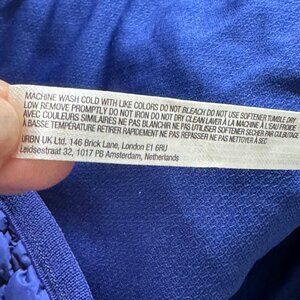 MACHINE WASH COLD WITH LIKE COLORS DO NOT BLEACH DO NOT USE SOFTENER TUMBLE DRY
LOW REMOVE PROMPTLY DO NOT IRON DO NOT DRY CLEAN LAVER À LA MACHINE À L'EAU FROIDE
AVEC COULEURS SIMILAIRES NE PAS BLANCHIR NE PAS UTILISER SOFTENER SECHER PAR CULBUTAGE
A BASSE TEMPÉRATURE RETIRER RAPIDEMENT NE PAS REPASSER NE PAS NETTOYER À SEC
URBN UK Ltd, 146 Brick Lane, London E1 6RU
Leidsestraat 32, 1017 PB Amsterdam, Netherlands